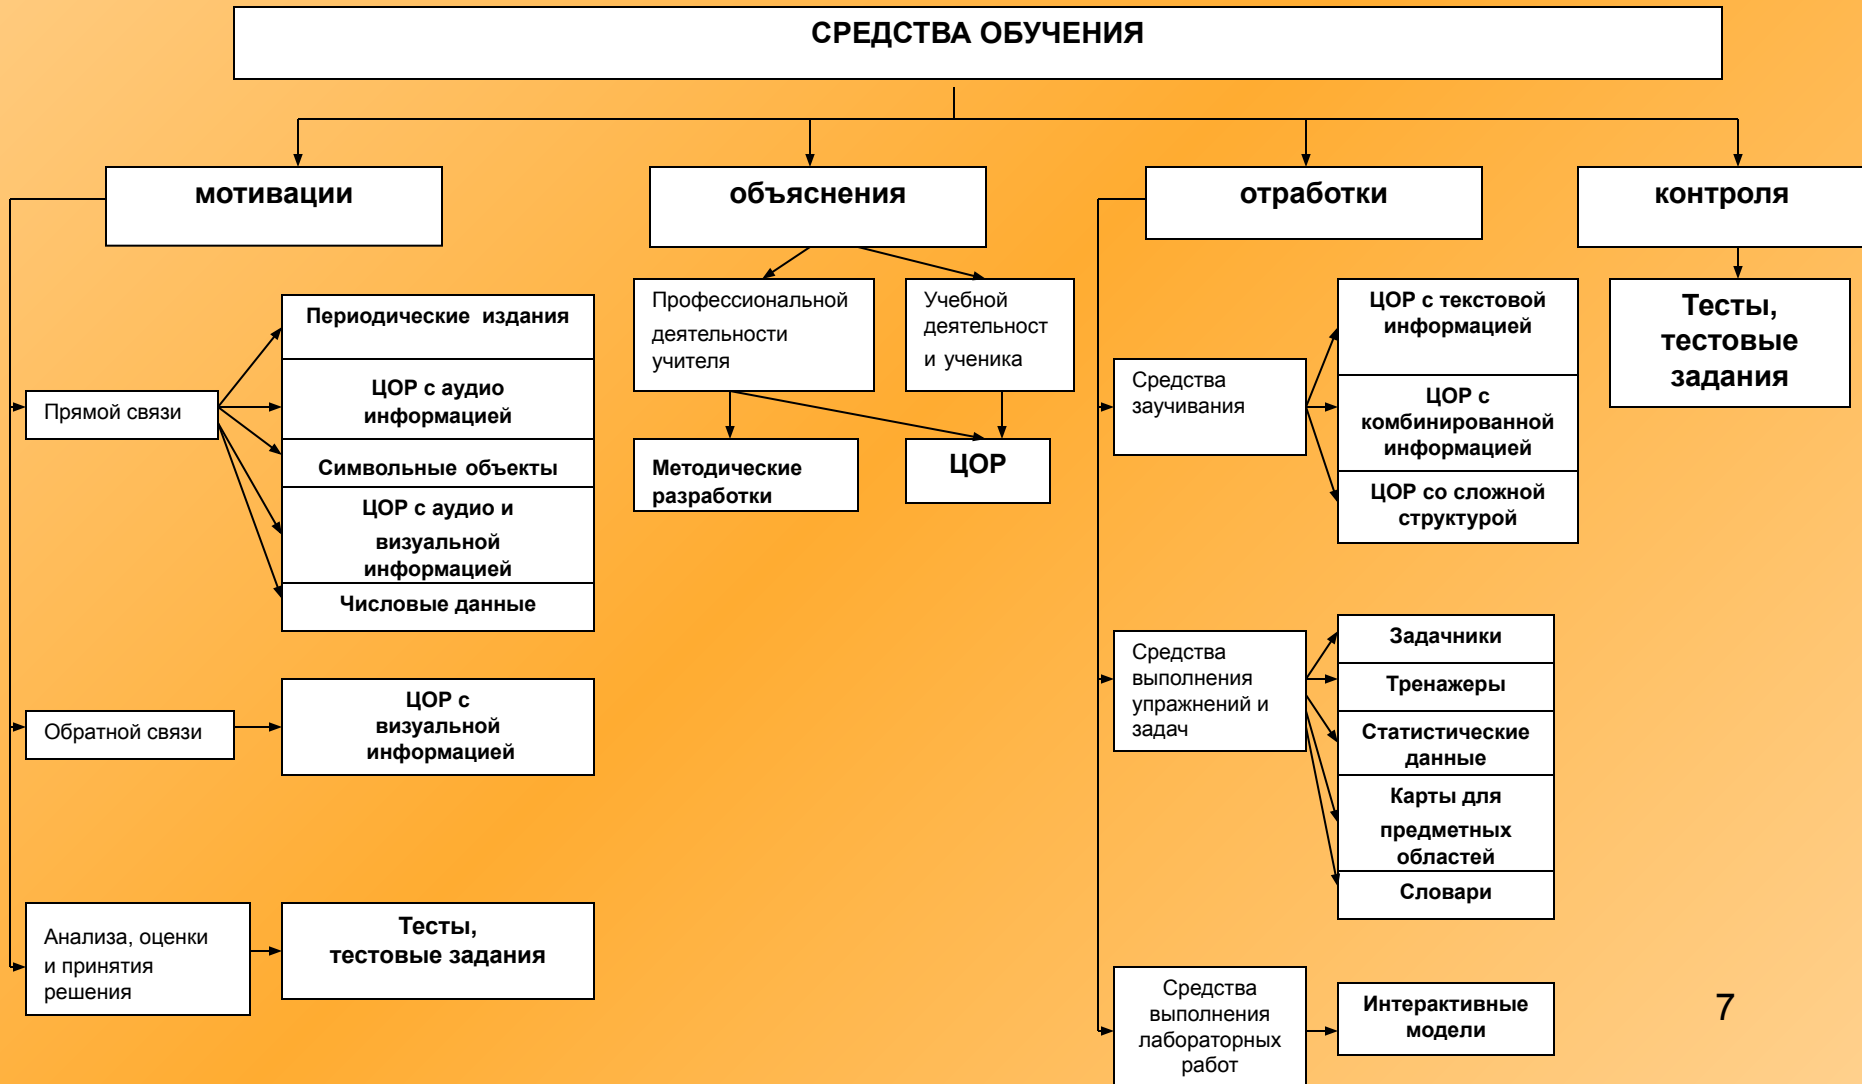 СРЕДСТВА ОБУЧЕНИЯ
мотивации
объяснения
отработки
контроля
Прямой связи
Периодические издания
ЦОР с аудио
информацией
Символьные объекты
ЦОР с аудио и
визуальной
информацией
Числовые данные
Обратной связи
ЦОР с
визуальной
информацией
Анализа, оценки
и принятия
решения
Тесты,
тестовые задания
Профессиональной
деятельности
учителя
Учебной
деятельност
и ученика
Методические
разработки
ЦОР
Средства
заучивания
ЦОР с текстовой
информацией
ЦОР с
комбинированной
информацией
ЦОР со сложной
структурой
Средства
выполнения
упражнений и
задач
Задачники
Тренажеры
Статистические
данные
Карты для
предметных
областей
Словари
Средства
выполнения
лабораторных
работ
Интерактивные
модели
Тесты,
тестовые
задания
7